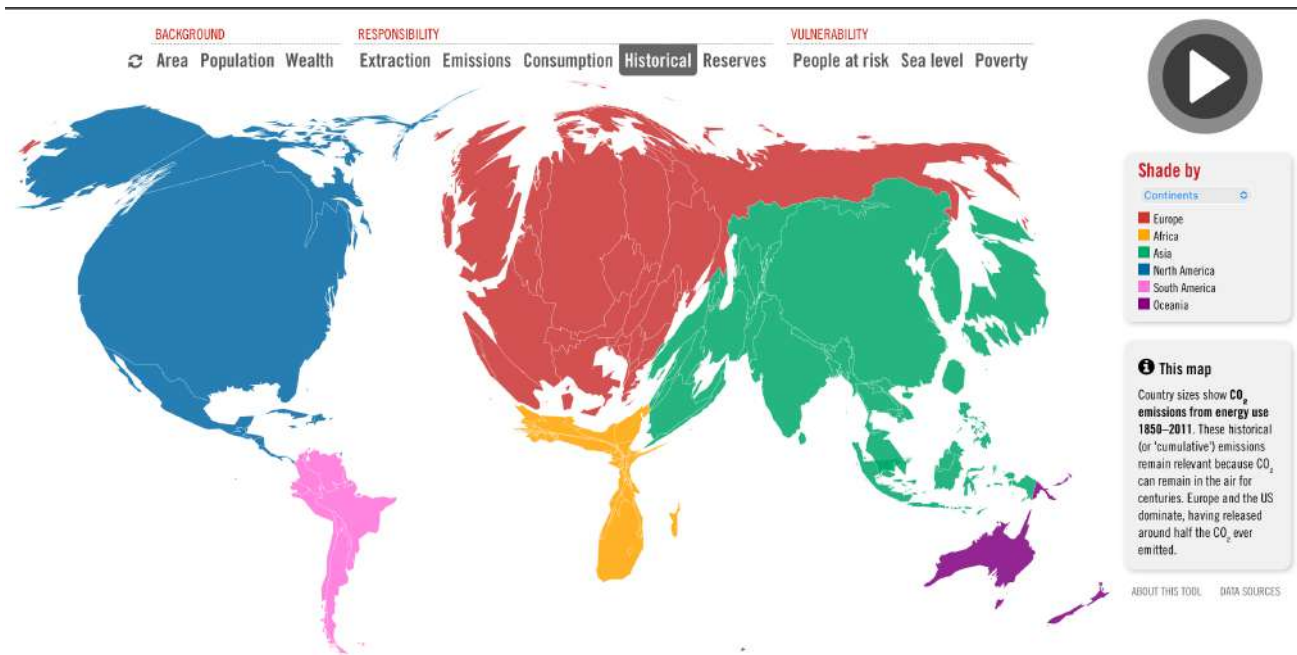 BACKGROUND
RESPONSIBILITY
VULNERABILITY
Area Population Wealth
Extraction Emissions Consumption Historical Reserves
People at risk Sea level Poverty
Shade by
Continents
Europe
Africa
Asia
North America
South America
Oceania
This map
Country sizes show CO₂
emissions from energy use
1850–2011. These historical
(or 'cumulative') emissions
remain relevant because CO₂
can remain in the air for
centuries. Europe and the US
dominate, having released
around half the CO₂ ever
emitted.
ABOUT THIS TOOL DATA SOURCES